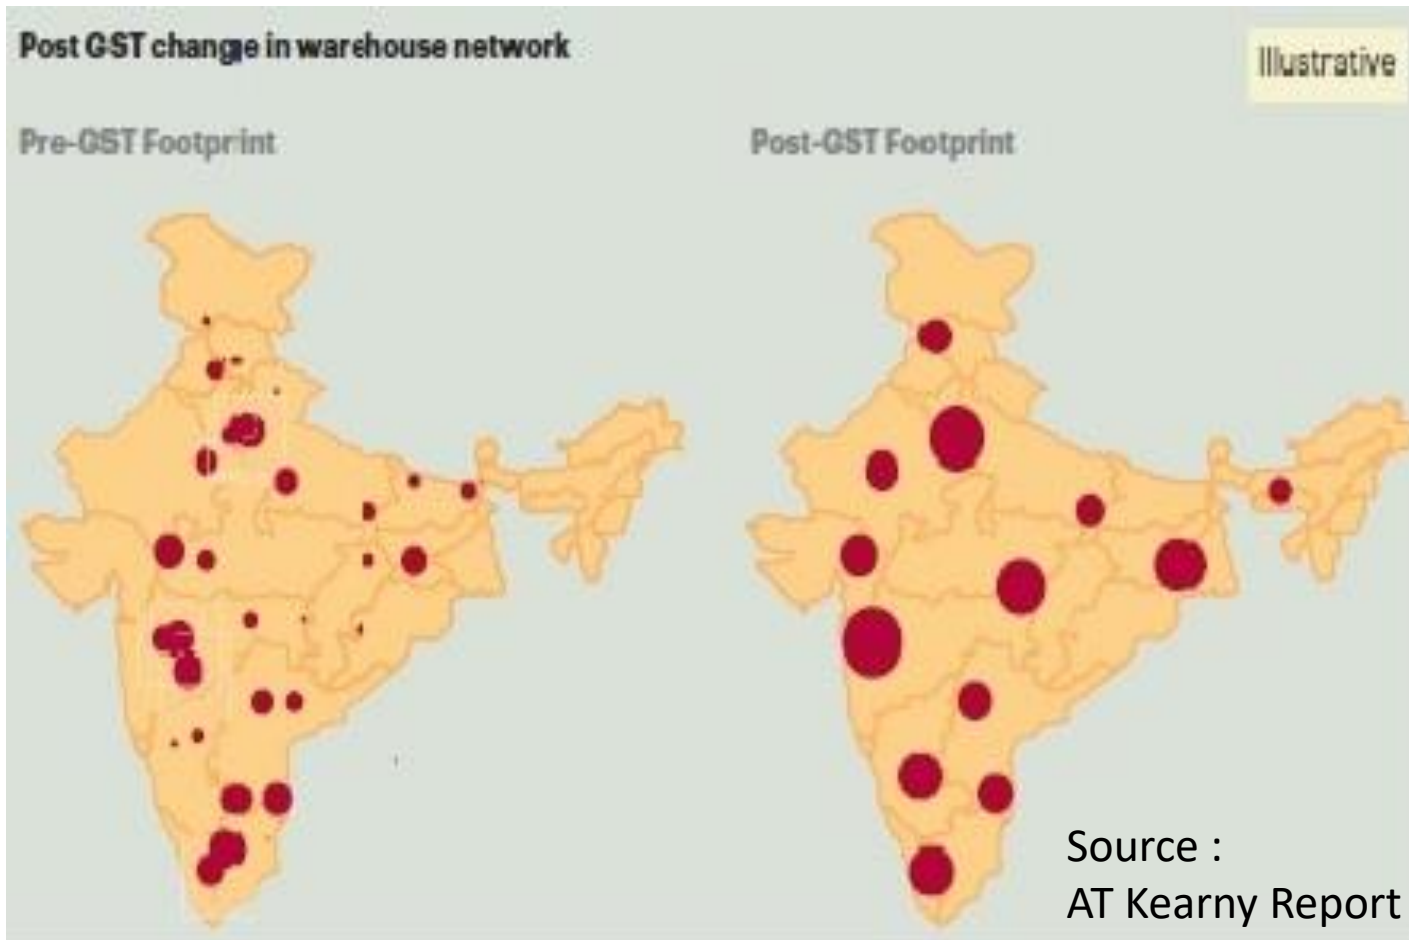 Post GST change in warehouse network
Illustrative
Pre-GST Footprint
Post-GST Footprint
Source :
AT Kearny Report